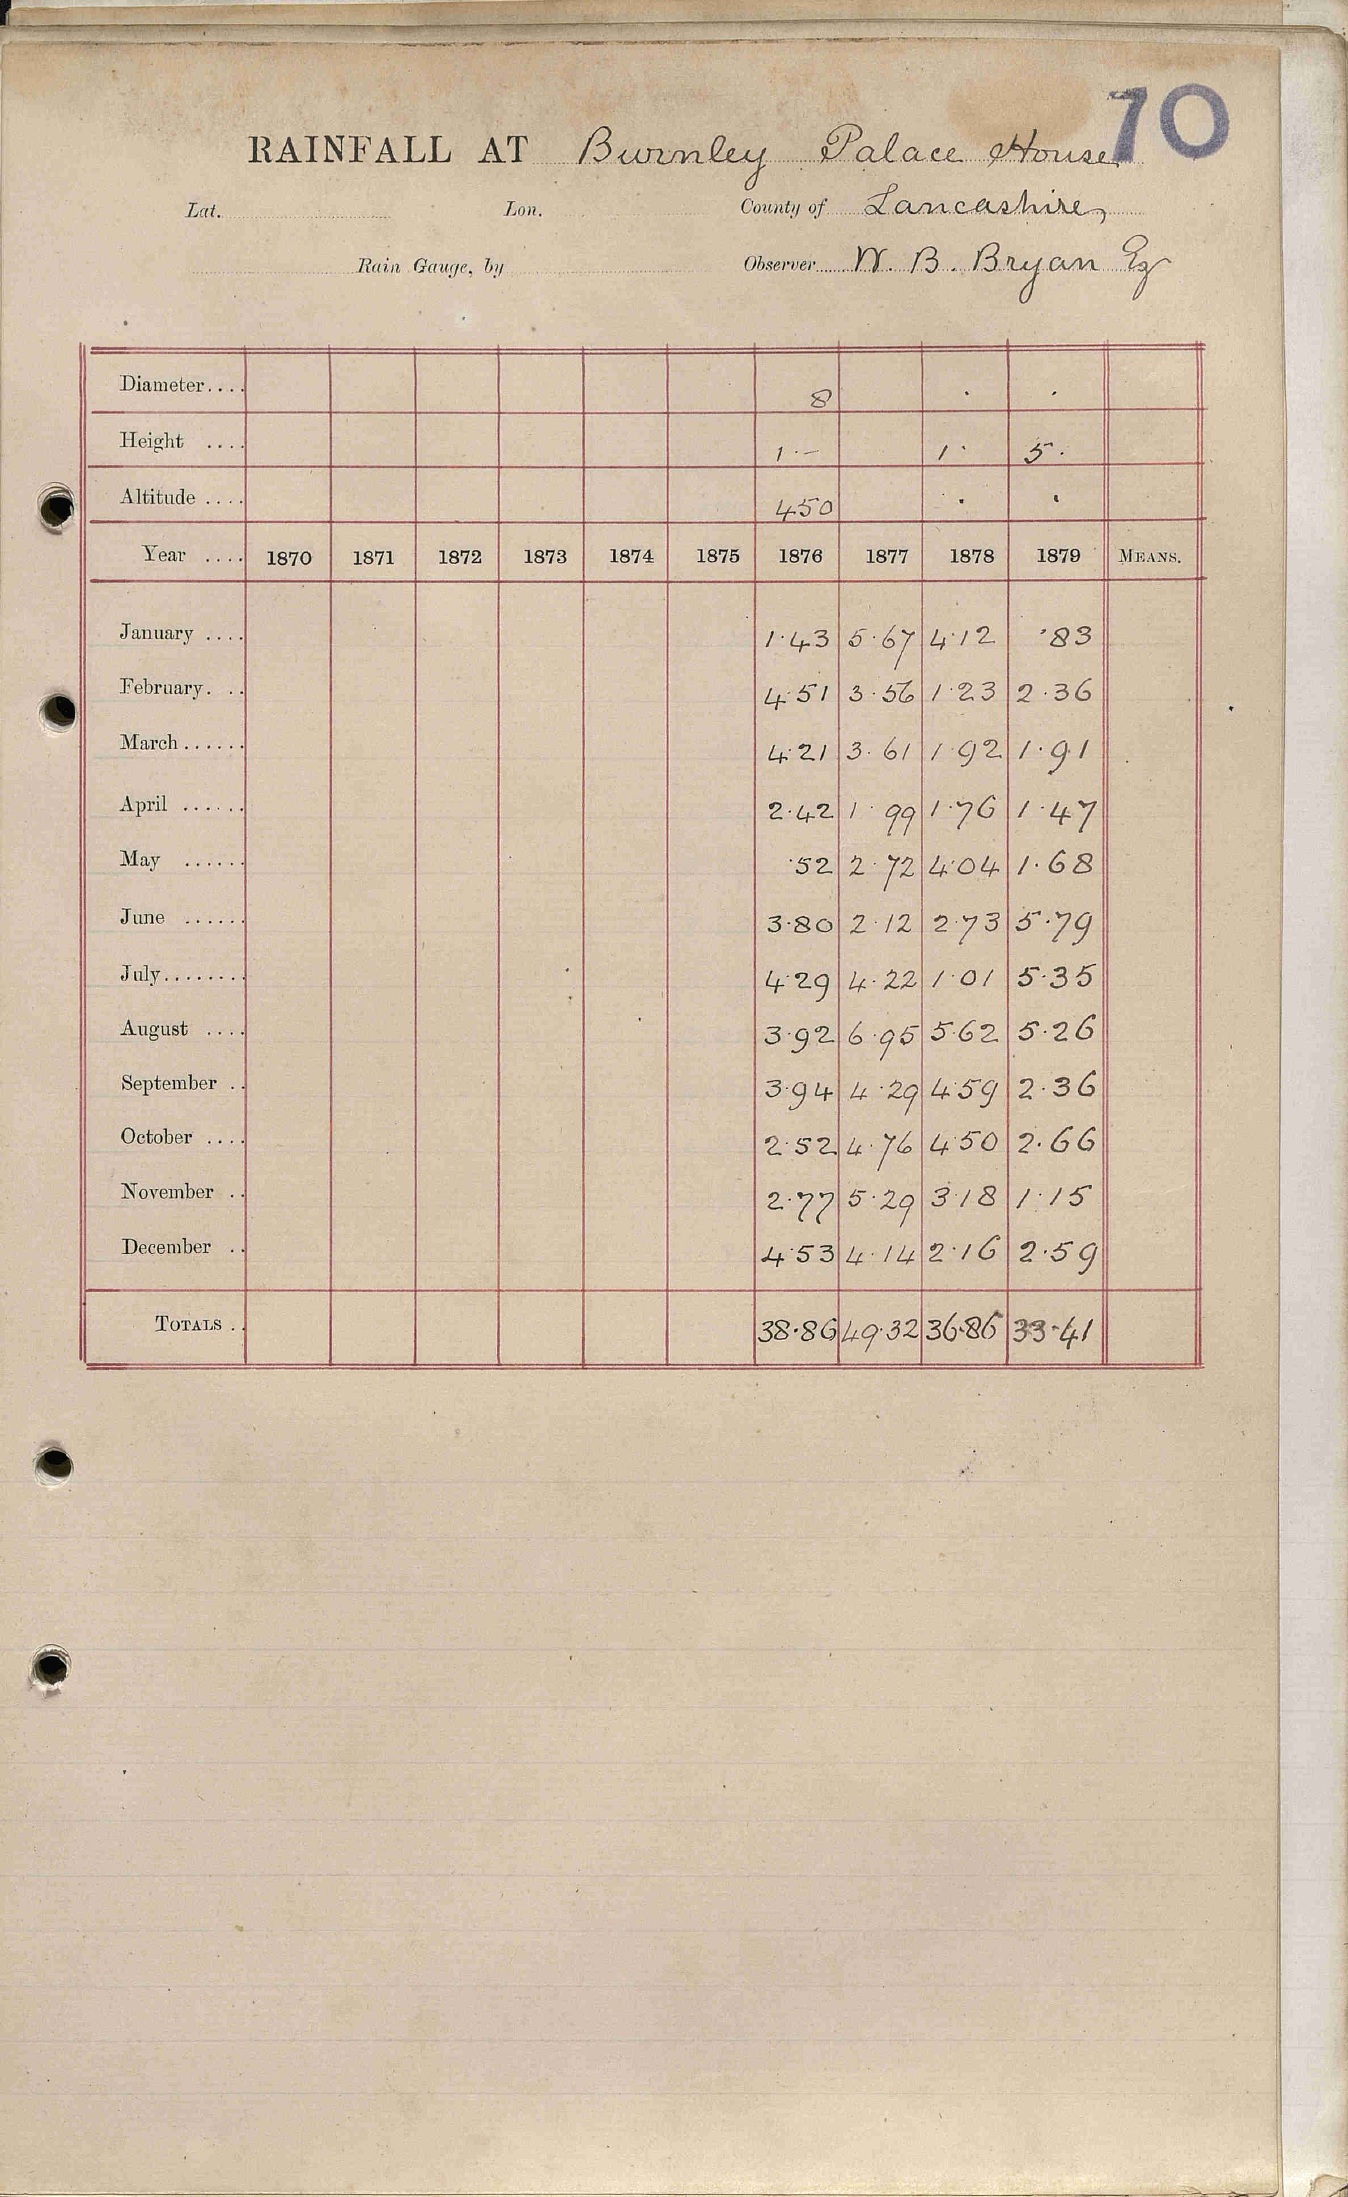 70
RAINFALL AT Burnley Palace House
Lat. Lon. County of Lancashire,
Rain Gauge, by Observer W. B. Bryan Esq
Diameter.... 8 . .
Height .... 1 · - 1 · 5 ·
Altitude .... 450 . .
Year .... 1870 1871 1872 1873 1874 1875 1876 1877 1878 1879 MEANS.
January .... 1·43 5·67 4·12 ·83
February. .. 4·51 3·56 1·23 2·36
March...... 4·21 3·61 1·92 1·91
April ...... 2·42 1·99 1·76 1·47
May ...... ·52 2·72 4·04 1·68
June ...... 3·80 2·12 2·73 5·79
July........ 4·29 4·22 1·01 5·35
August .... 3·92 6·95 5·62 5·26
September .. 3·94 4·29 4·59 2·36
October .... 2·52 4·76 4·50 2·66
November .. 2·77 5·29 3·18 1·15
December .. 4·53 4·14 2·16 2·59
TOTALS .. 38·86 49·32 36·86 33·41